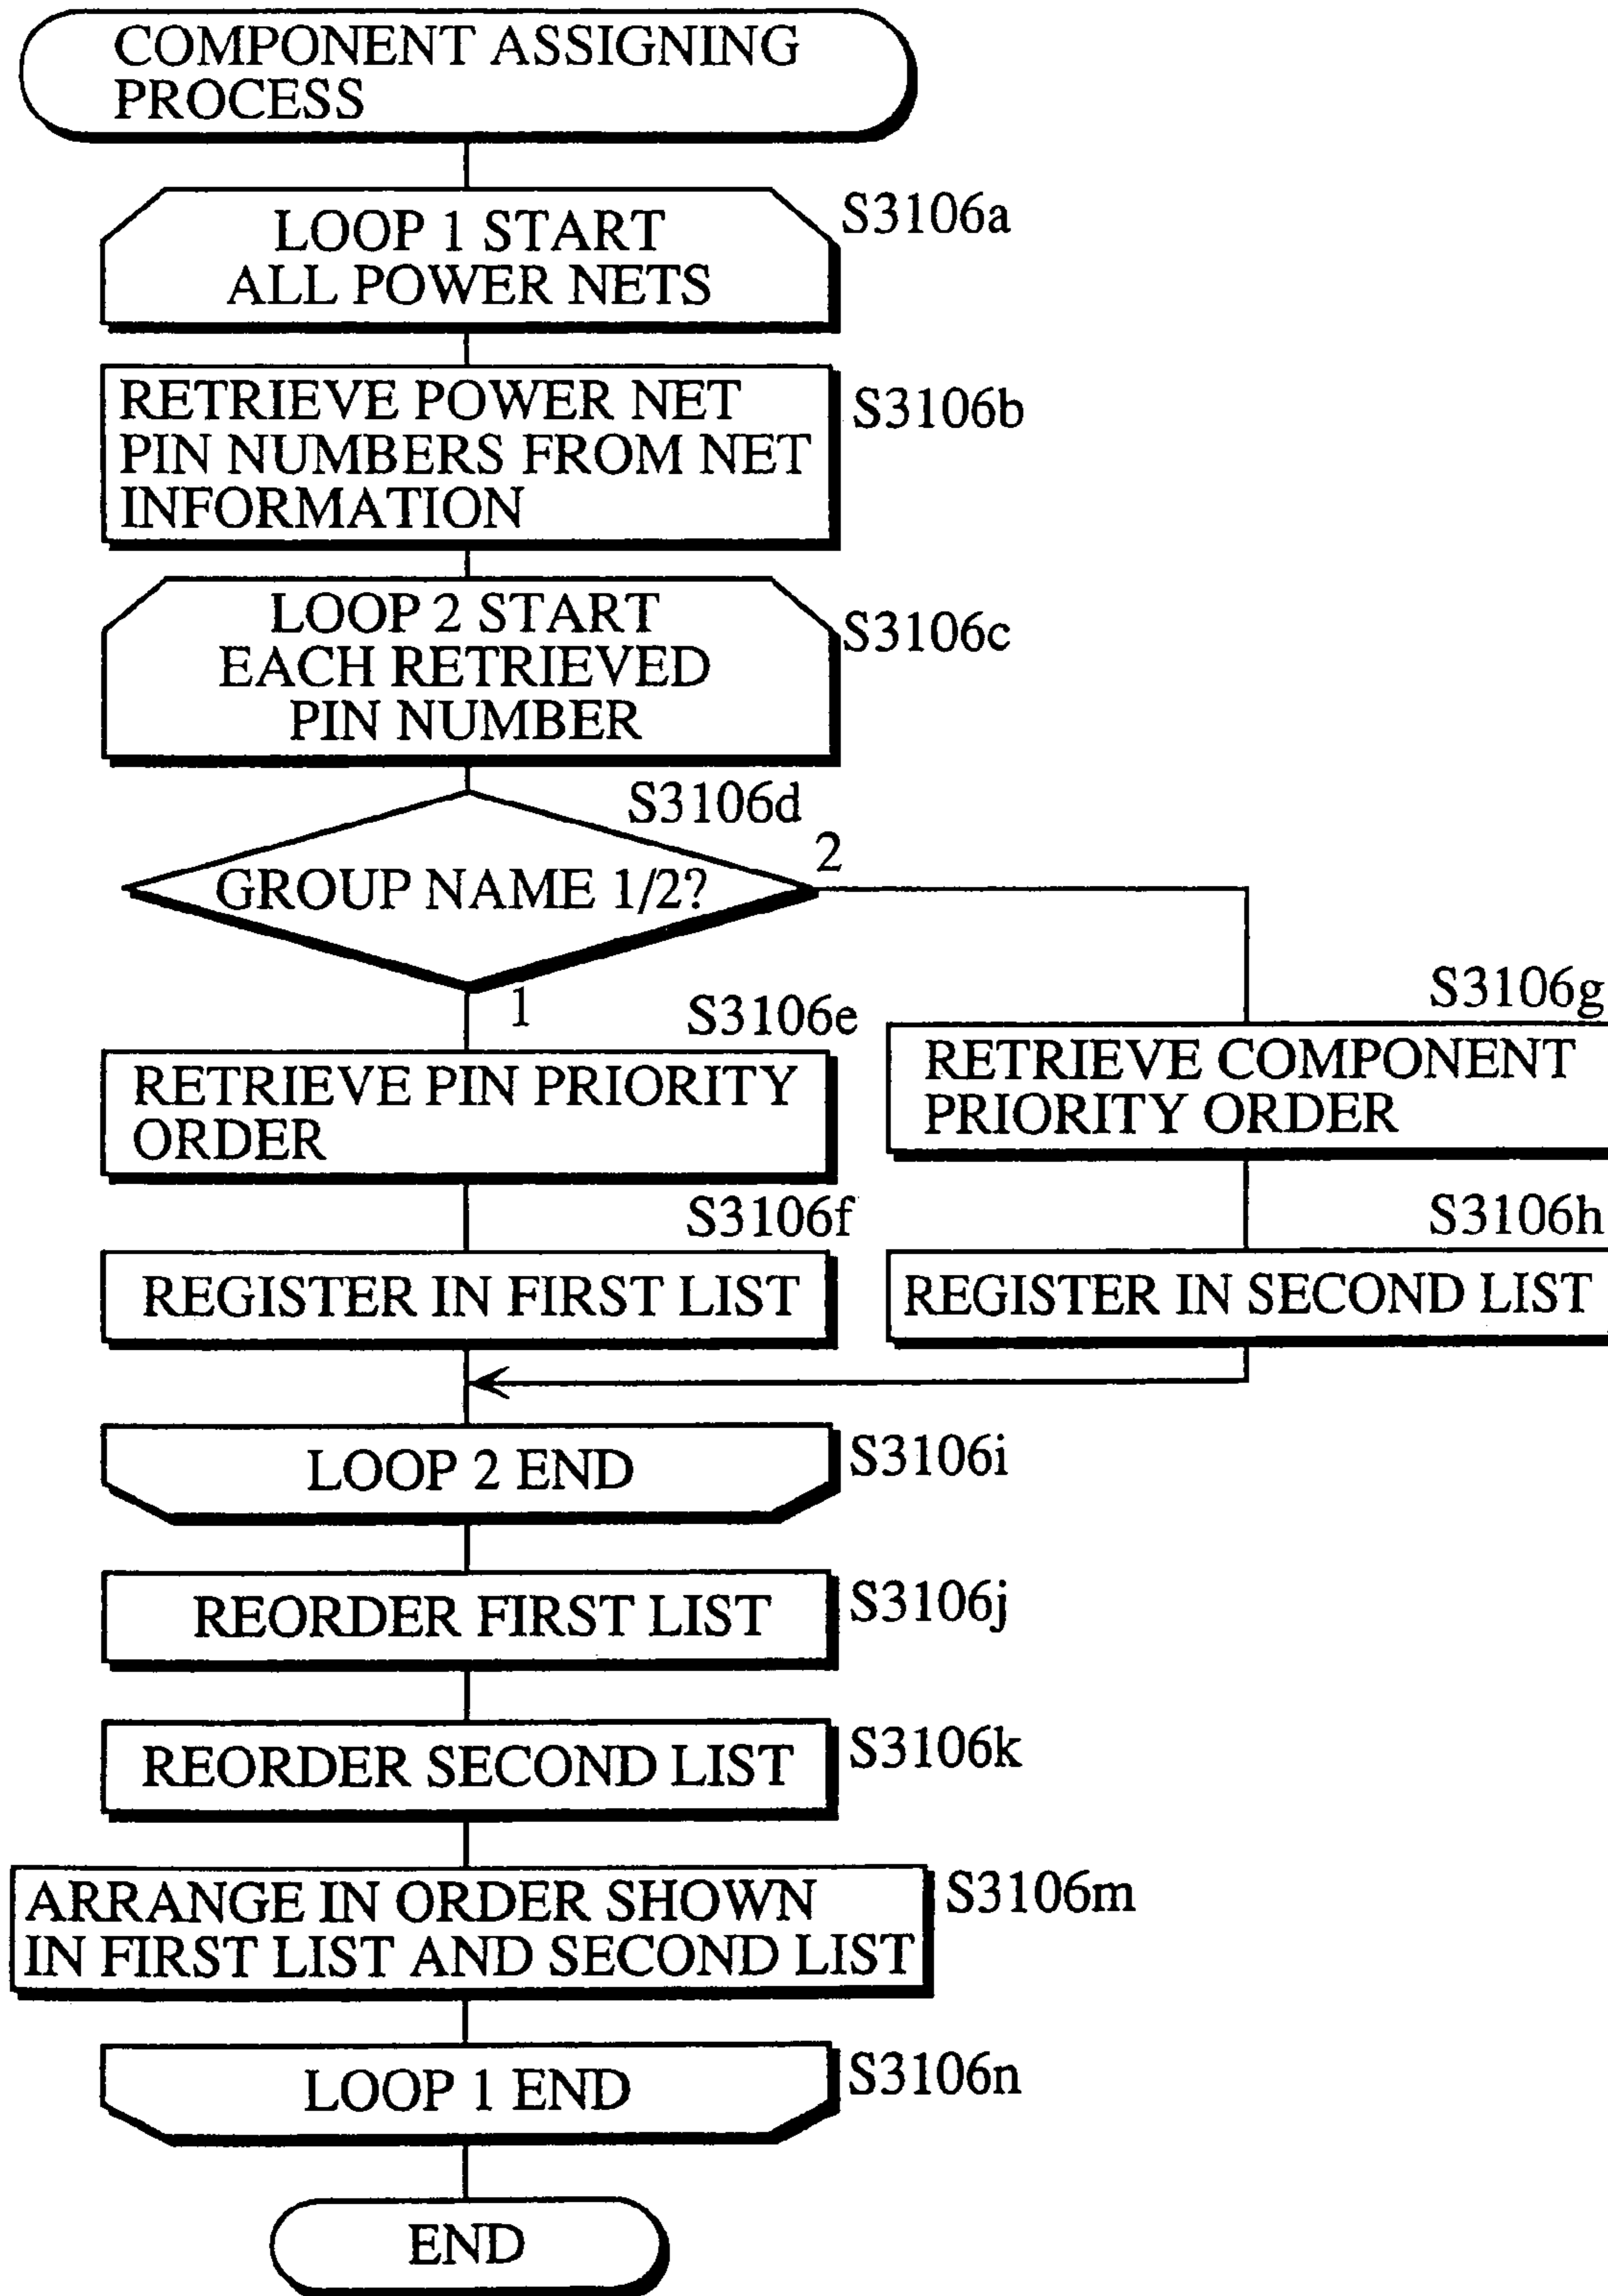 COMPONENT ASSIGNING
PROCESS
LOOP 1 START
ALL POWER NETS
S3106a
RETRIEVE POWER NET
PIN NUMBERS FROM NET
INFORMATION
S3106b
LOOP 2 START
EACH RETRIEVED
PIN NUMBER
S3106c
S3106d
GROUP NAME 1/2?
2
1
S3106e
RETRIEVE PIN PRIORITY
ORDER
S3106g
RETRIEVE COMPONENT
PRIORITY ORDER
S3106f
REGISTER IN FIRST LIST
S3106h
REGISTER IN SECOND LIST
LOOP 2 END
S3106i
REORDER FIRST LIST
S3106j
REORDER SECOND LIST
S3106k
ARRANGE IN ORDER SHOWN
IN FIRST LIST AND SECOND LIST
S3106m
LOOP 1 END
S3106n
END